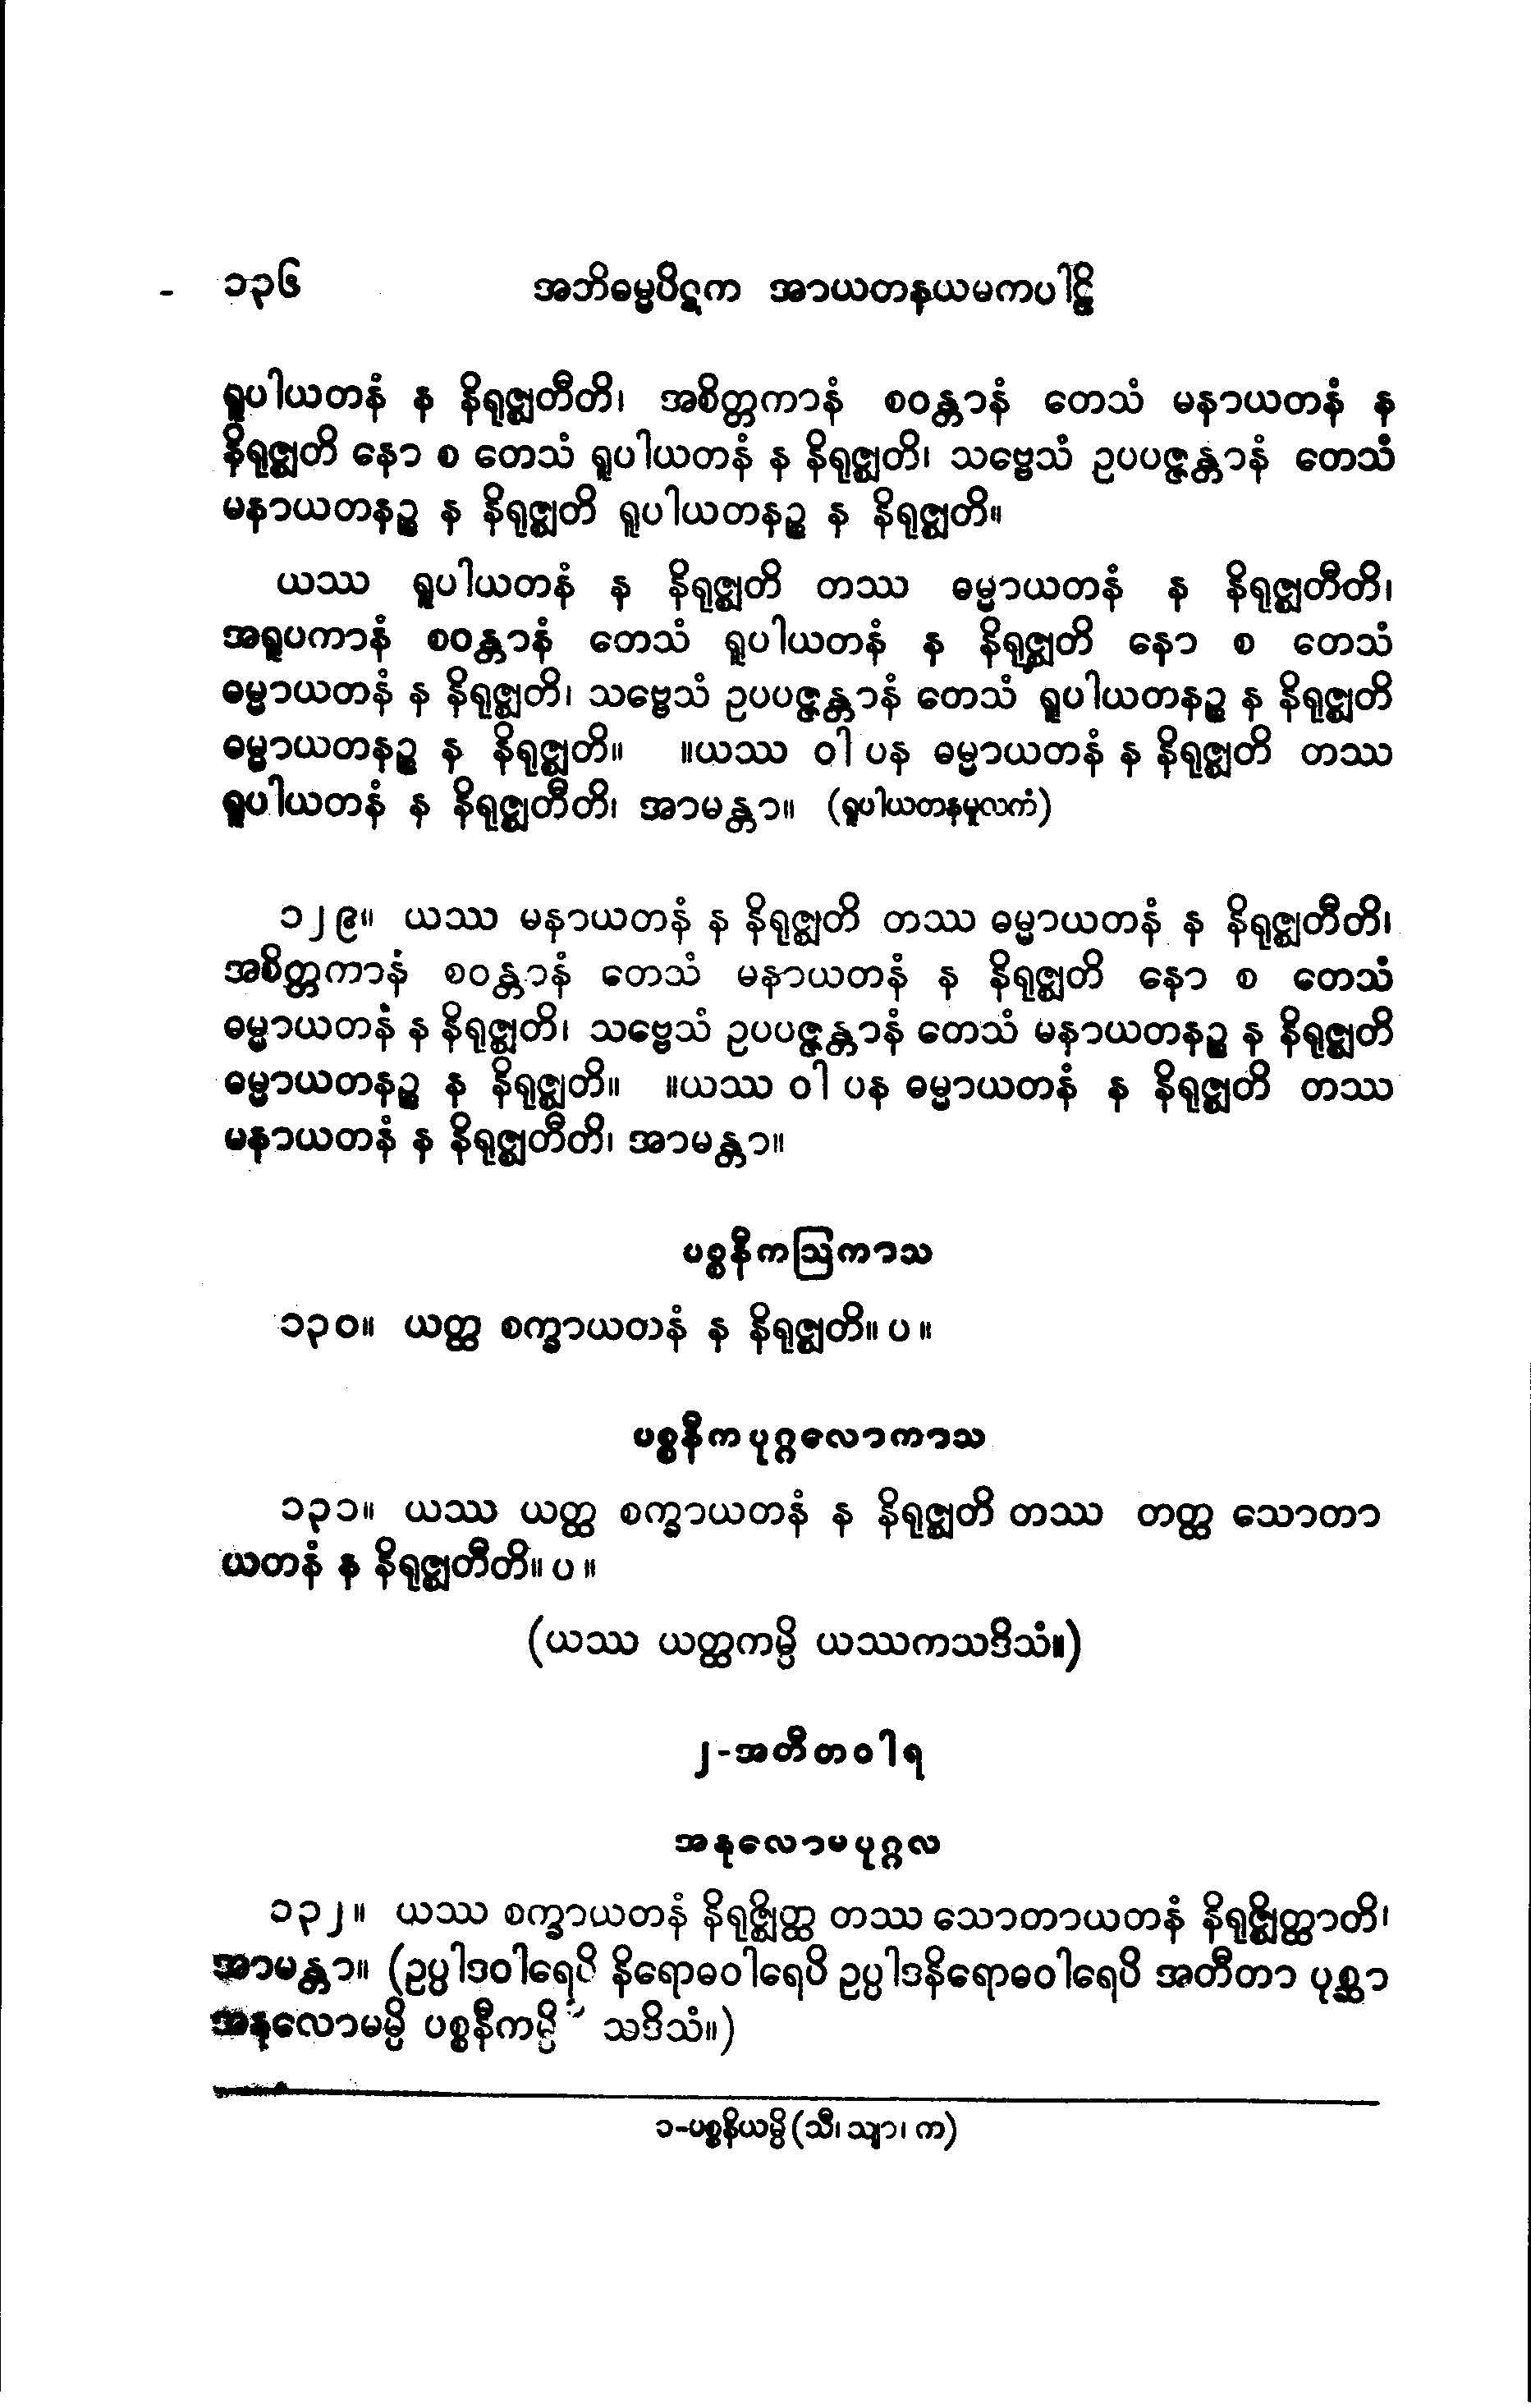 ၁၃၆ အဘိဓမ္မပိဋက အာယတနယမကပါဠိ
ရူပါယတနံ န နိရုဇ္ဈတီတိ၊ အစိတ္တကာနံ စဝန္တာနံ တေသံ မနာယတနံ န
နိရုဇ္ဈတိ နော စ တေသံ ရူပါယတနံ န နိရုဇ္ဈတိ၊ သဗ္ဗေသံ ဥပပဇ္ဇန္တာနံ တေသံ
မနာယတနဉ္စ န နိရုဇ္ဈတိ ရူပါယတနဉ္စ န နိရုဇ္ဈတိ။
ယဿ ရူပါယတနံ န နိရုဇ္ဈတိ တဿ ဓမ္မာယတနံ န နိရုဇ္ဈတီတိ၊
အရူပကာနံ စဝန္တာနံ တေသံ ရူပါယတနံ န နိရုဇ္ဈတိ နော စ တေသံ
ဓမ္မာယတနံ န နိရုဇ္ဈတိ၊ သဗ္ဗေသံ ဥပပဇ္ဇန္တာနံ တေသံ ရူပါယတနဉ္စ န နိရုဇ္ဈတိ
ဓမ္မာယတနဉ္စ န နိရုဇ္ဈတိ။ ။ယဿ ဝါ ပန ဓမ္မာယတနံ န နိရုဇ္ဈတိ တဿ
ရူပါယတနံ န နိရုဇ္ဈတီတိ၊ အာမန္တာ။ (ရူပါယတနမူလကံ)
၁၂၉။ ယဿ မနာယတနံ န နိရုဇ္ဈတိ တဿ ဓမ္မာယတနံ န နိရုဇ္ဈတီတိ၊
အစိတ္တကာနံ စဝန္တာနံ တေသံ မနာယတနံ န နိရုဇ္ဈတိ နော စ တေသံ
ဓမ္မာယတနံ န နိရုဇ္ဈတိ၊ သဗ္ဗေသံ ဥပပဇ္ဇန္တာနံ တေသံ မနာယတနဉ္စ န နိရုဇ္ဈတိ
ဓမ္မာယတနဉ္စ န နိရုဇ္ဈတိ။ ။ယဿ ဝါ ပန ဓမ္မာယတနံ န နိရုဇ္ဈတိ တဿ
မနာယတနံ န နိရုဇ္ဈတီတိ၊ အာမန္တာ။
ပစ္စနီကဩကာသ
၁၃၀။ ယတ္ထ စက္ခာယတနံ န နိရုဇ္ဈတိ။ ပ ။
ပစ္စနီကပုဂ္ဂလောကာသ
၁၃၁။ ယဿ ယတ္ထ စက္ခာယတနံ န နိရုဇ္ဈတိ တဿ တတ္ထ သောတာ
ယတနံ န နိရုဇ္ဈတီတိ။ ပ ။
(ယဿ ယတ္ထကမ္ပိ ယဿကသဒိသံ။)
၂-အတီတဝါရ
အနုလောမပုဂ္ဂလ
၁၃၂။ ယဿ စက္ခာယတနံ နိရုဇ္ဈိတ္ထ တဿ သောတာယတနံ နိရုဇ္ဈိတ္ထာတိ၊
အာမန္တာ။ (ဥပ္ပါဒဝါရေပိ နိရောဓဝါရေပိ ဥပ္ပါဒနိရောဓဝါရေပိ အတီတာ ပုစ္ဆာ
အနုလောမမ္ပိ ပစ္စနီကမ္ပိ သဒိသံ။)
၁-ပစ္စနိယမ္ပိ (သီ၊ သျာ၊ က)